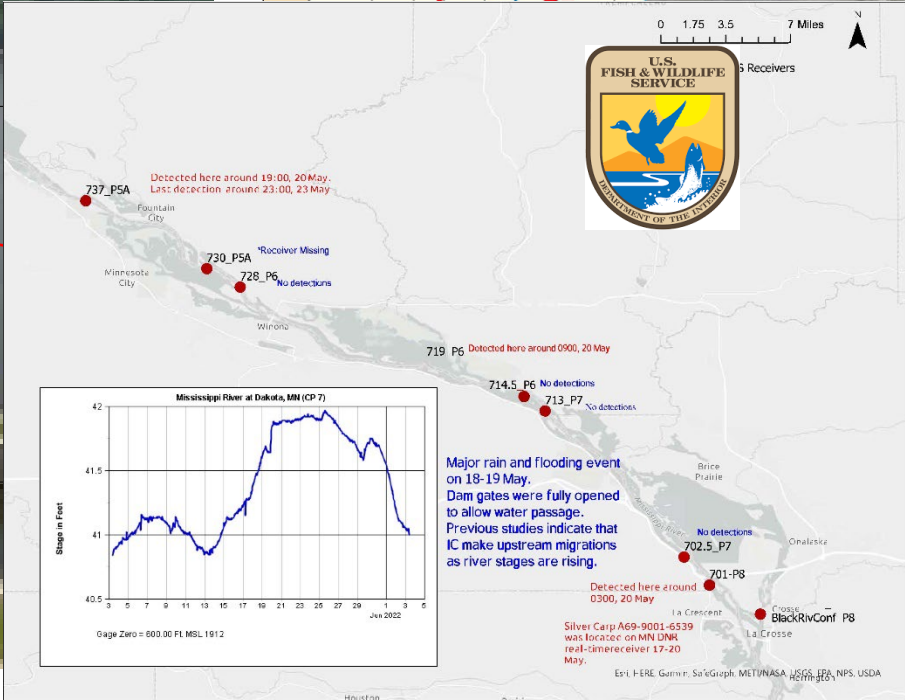 0 1.75 3.5 7 Miles
N
S Receivers
U.S.
FISH & WILDLIFE
SERVICE
DEPARTMENT OF THE INTERIOR
737_P5A
Detected here around 19:00, 20 May.
Last detection around 23:00, 23 May
Fountain
City
730_P5A
*Receiver Missing
728_P6
No detections
Minnesota
City
Winona
719_P6
Detected here around 0900, 20 May
714.5_P6
No detections
713_P7
No detections
Mississippi River at Dakota, MN (CP 7)
Stage in Feet
42
41.5
41
40.5
3 5 7 9 11 13 15 17 19 21 23 25 27 29 1 3 5
Jun 2022
Gage Zero = 600.00 Ft. MSL 1912
Major rain and flooding event
on 18-19 May.
Dam gates were fully opened
to allow water passage.
Previous studies indicate that
IC make upstream migrations
as river stages are rising.
Mississippi River
Brice
Prairie
No detections
702.5_P7
Onalaska
701-P8
Detected here around
0300, 20 May
La Crescent
Crosse
BlackRivConf_P8
La Crosse
Silver Carp A69-9001-6539
was located on MN DNR
real-timereceiver 17-20
May.
Esri, HERE, Garmin, SafeGraph, METI/NASA, USGS, EPA, NPS, USDA
Houston